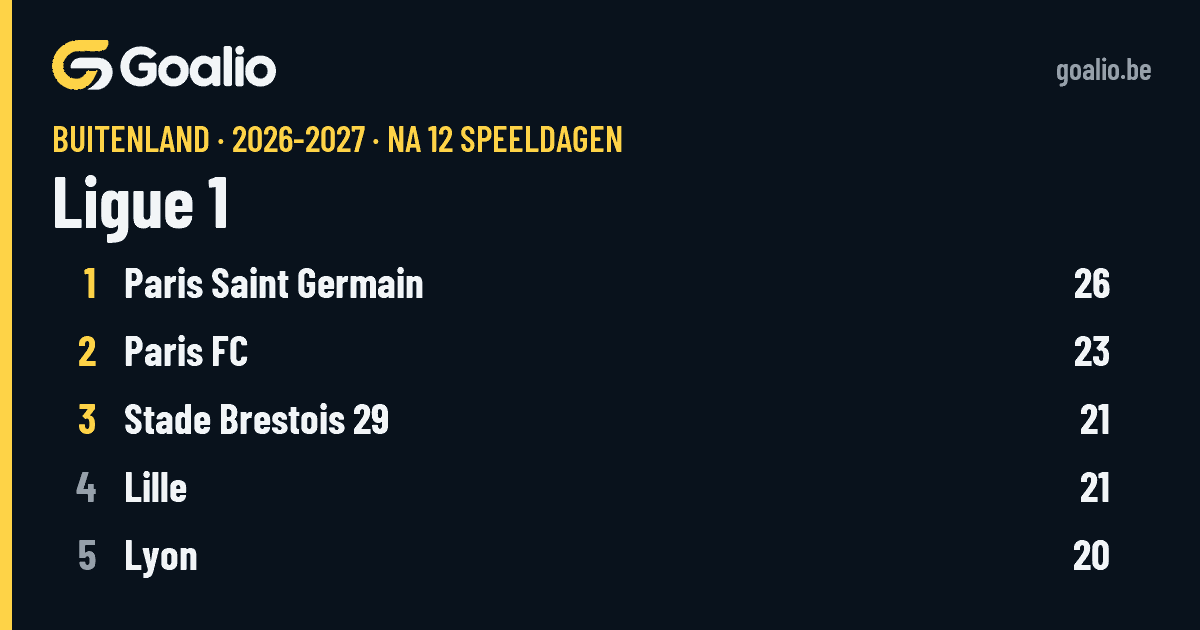 Goalio
goalio.be
BUITENLAND · 2026-2027 · NA 12 SPEELDAGEN
Ligue 1
1 Paris Saint Germain 26
2 Paris FC 23
3 Stade Brestois 29 21
4 Lille 21
5 Lyon 20